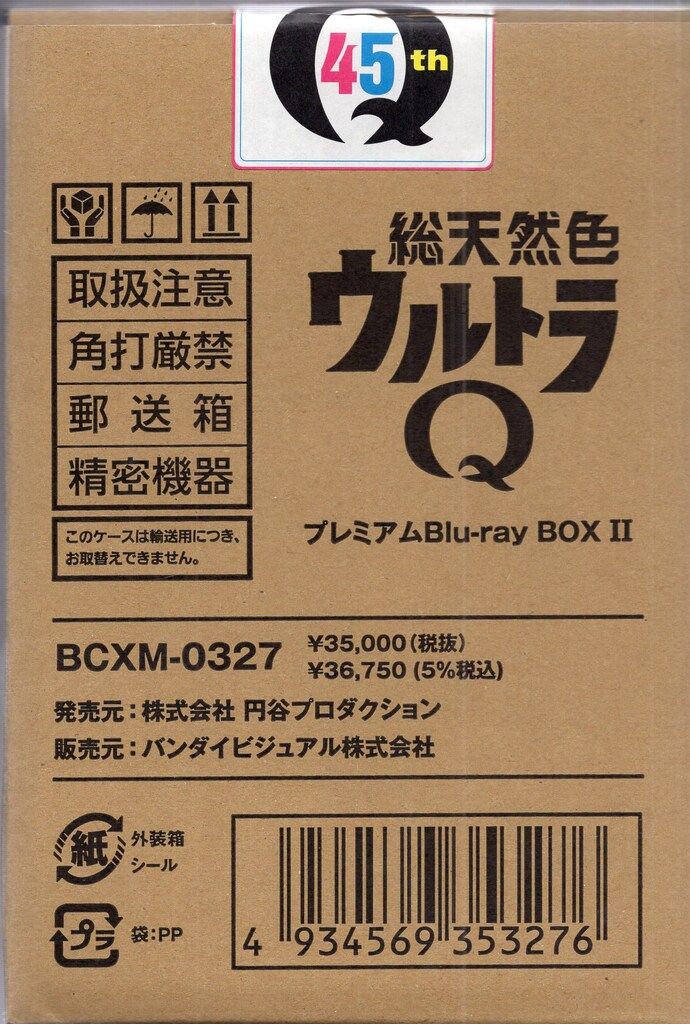 Q
45th
総天然色
ウルトラ
Q
プレミアムBlu-ray BOX II
取扱注意
角打厳禁
郵送箱
精密機器
このケースは輸送用につき、
お取替えできません。
BCXM-0327
¥35,000(税抜)
¥36,750 (5%税込)
発売元:株式会社 円谷プロダクション
販売元:バンダイビジュアル株式会社
紙
外装箱
シール
プラ
袋:PP
4 934569 353276